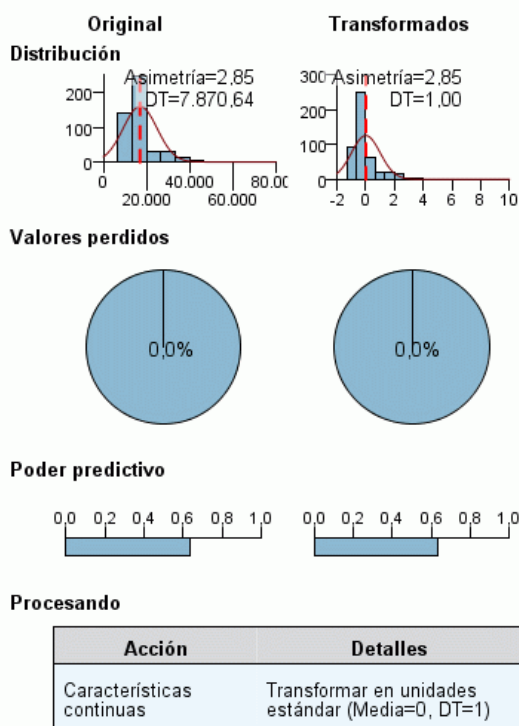 Original
Transformados
Distribución
Asimetría=2,85
DT=7.870,64
200
100
0
0
40.000
80.0
20.000
60.000
Asimetría=2,85
DT=1,00
300
200
100
0
-2
0
2
4
6
8
10
Valores perdidos
0,0%
0,0%
Poder predictivo
0,0 0,2 0,4 0,6 0,8 1,0
0,0 0,2 0,4 0,6 0,8 1,0
Procesando
Acción
Detalles
Características
continuas
Transformar en unidades
estándar (Media=0, DT=1)